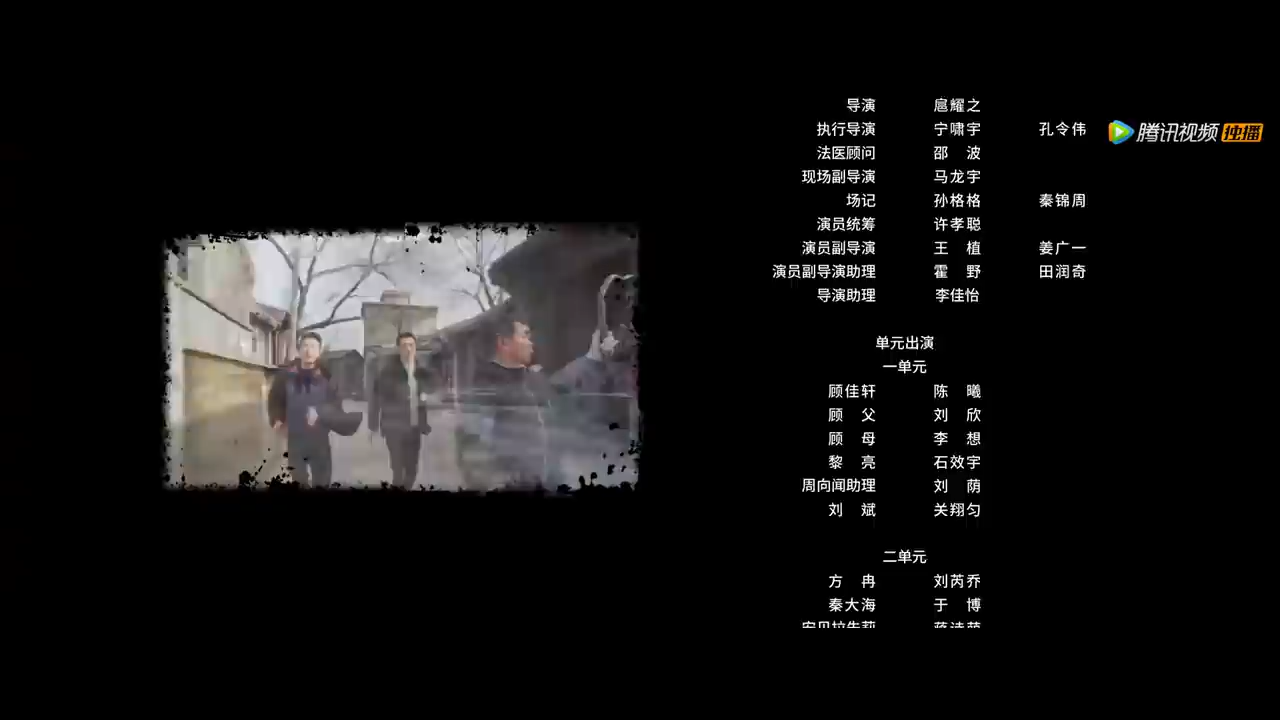 导演 扈耀之
执行导演 宁啸宇 孔令伟
腾讯视频 独播
法医顾问 邵 波
现场副导演 马龙宇
场记 孙格格 秦锦周
演员统筹 许孝聪
演员副导演 王 植 姜广一
演员副导演助理 霍 野 田润奇
导演助理 李佳怡
单元出演
一单元
顾佳轩 陈 曦
顾 父 刘 欣
顾 母 李 想
黎 亮 石效宇
周向闻助理 刘 荫
刘 斌 关翔匀
二单元
方 冉 刘芮乔
秦大海 于 博